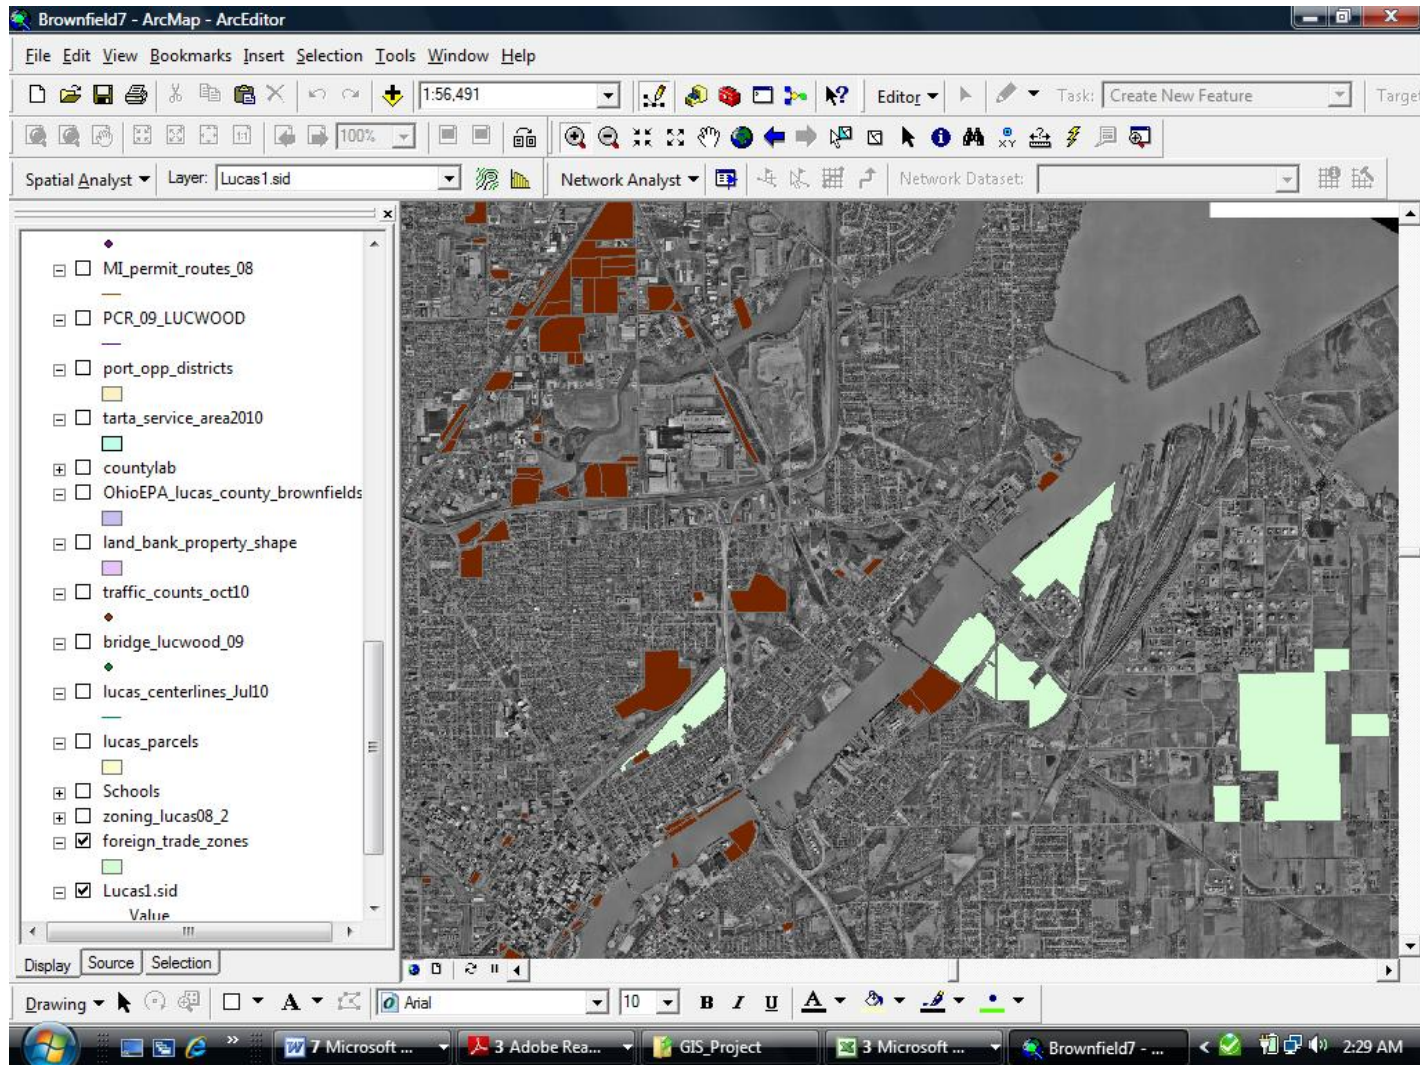 Brownfield7 - ArcMap - ArcEditor
File Edit View Bookmarks Insert Selection Tools Window Help
1:56,491 Editor Task: Create New Feature Target
100%
Spatial Analyst Layer: Lucas1.sid Network Analyst Network Dataset:
MI_permit_routes_08
PCR_09_LUCWOOD
port_opp_districts
tarta_service_area2010
countylab
OhioEPA_lucas_county_brownfields
land_bank_property_shape
traffic_counts_oct10
bridge_lucwood_09
lucas_centerlines_Jul10
lucas_parcels
Schools
zoning_lucas08_2
foreign_trade_zones
Lucas1.sid
Value
Display Source Selection
Drawing A Arial 10 B I U A
7 Microsoft ... 3 Adobe Rea... GIS_Project 3 Microsoft ... Brownfield7 - ... 2:29 AM